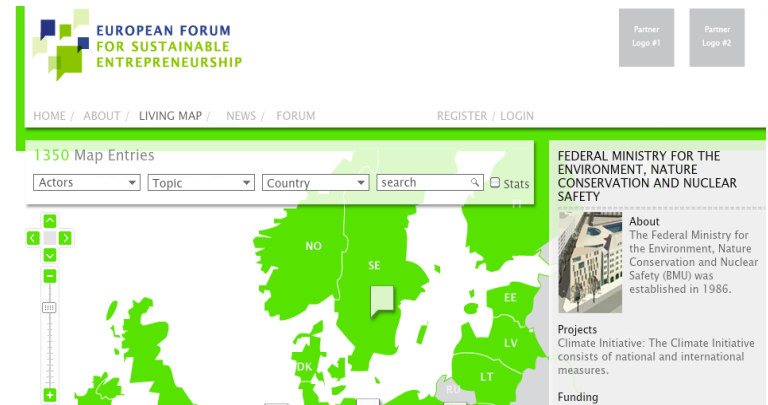 EUROPEAN FORUM
FOR SUSTAINABLE
ENTREPRENEURSHIP
Partner
Logo #1
Partner
Logo #2
HOME / ABOUT / LIVING MAP / NEWS / FORUM
REGISTER / LOGIN
1350 Map Entries
Actors
Topic
Country
search
Stats
FI
NO
SE
EE
LV
LT
DK
RU
FEDERAL MINISTRY FOR THE
ENVIRONMENT, NATURE
CONSERVATION AND NUCLEAR
SAFETY
About
The Federal Ministry for
the Environment, Nature
Conservation and Nuclear
Safety (BMU) was
established in 1986.
Projects
Climate Initiative: The Climate Initiative
consists of national and international
measures.
Funding